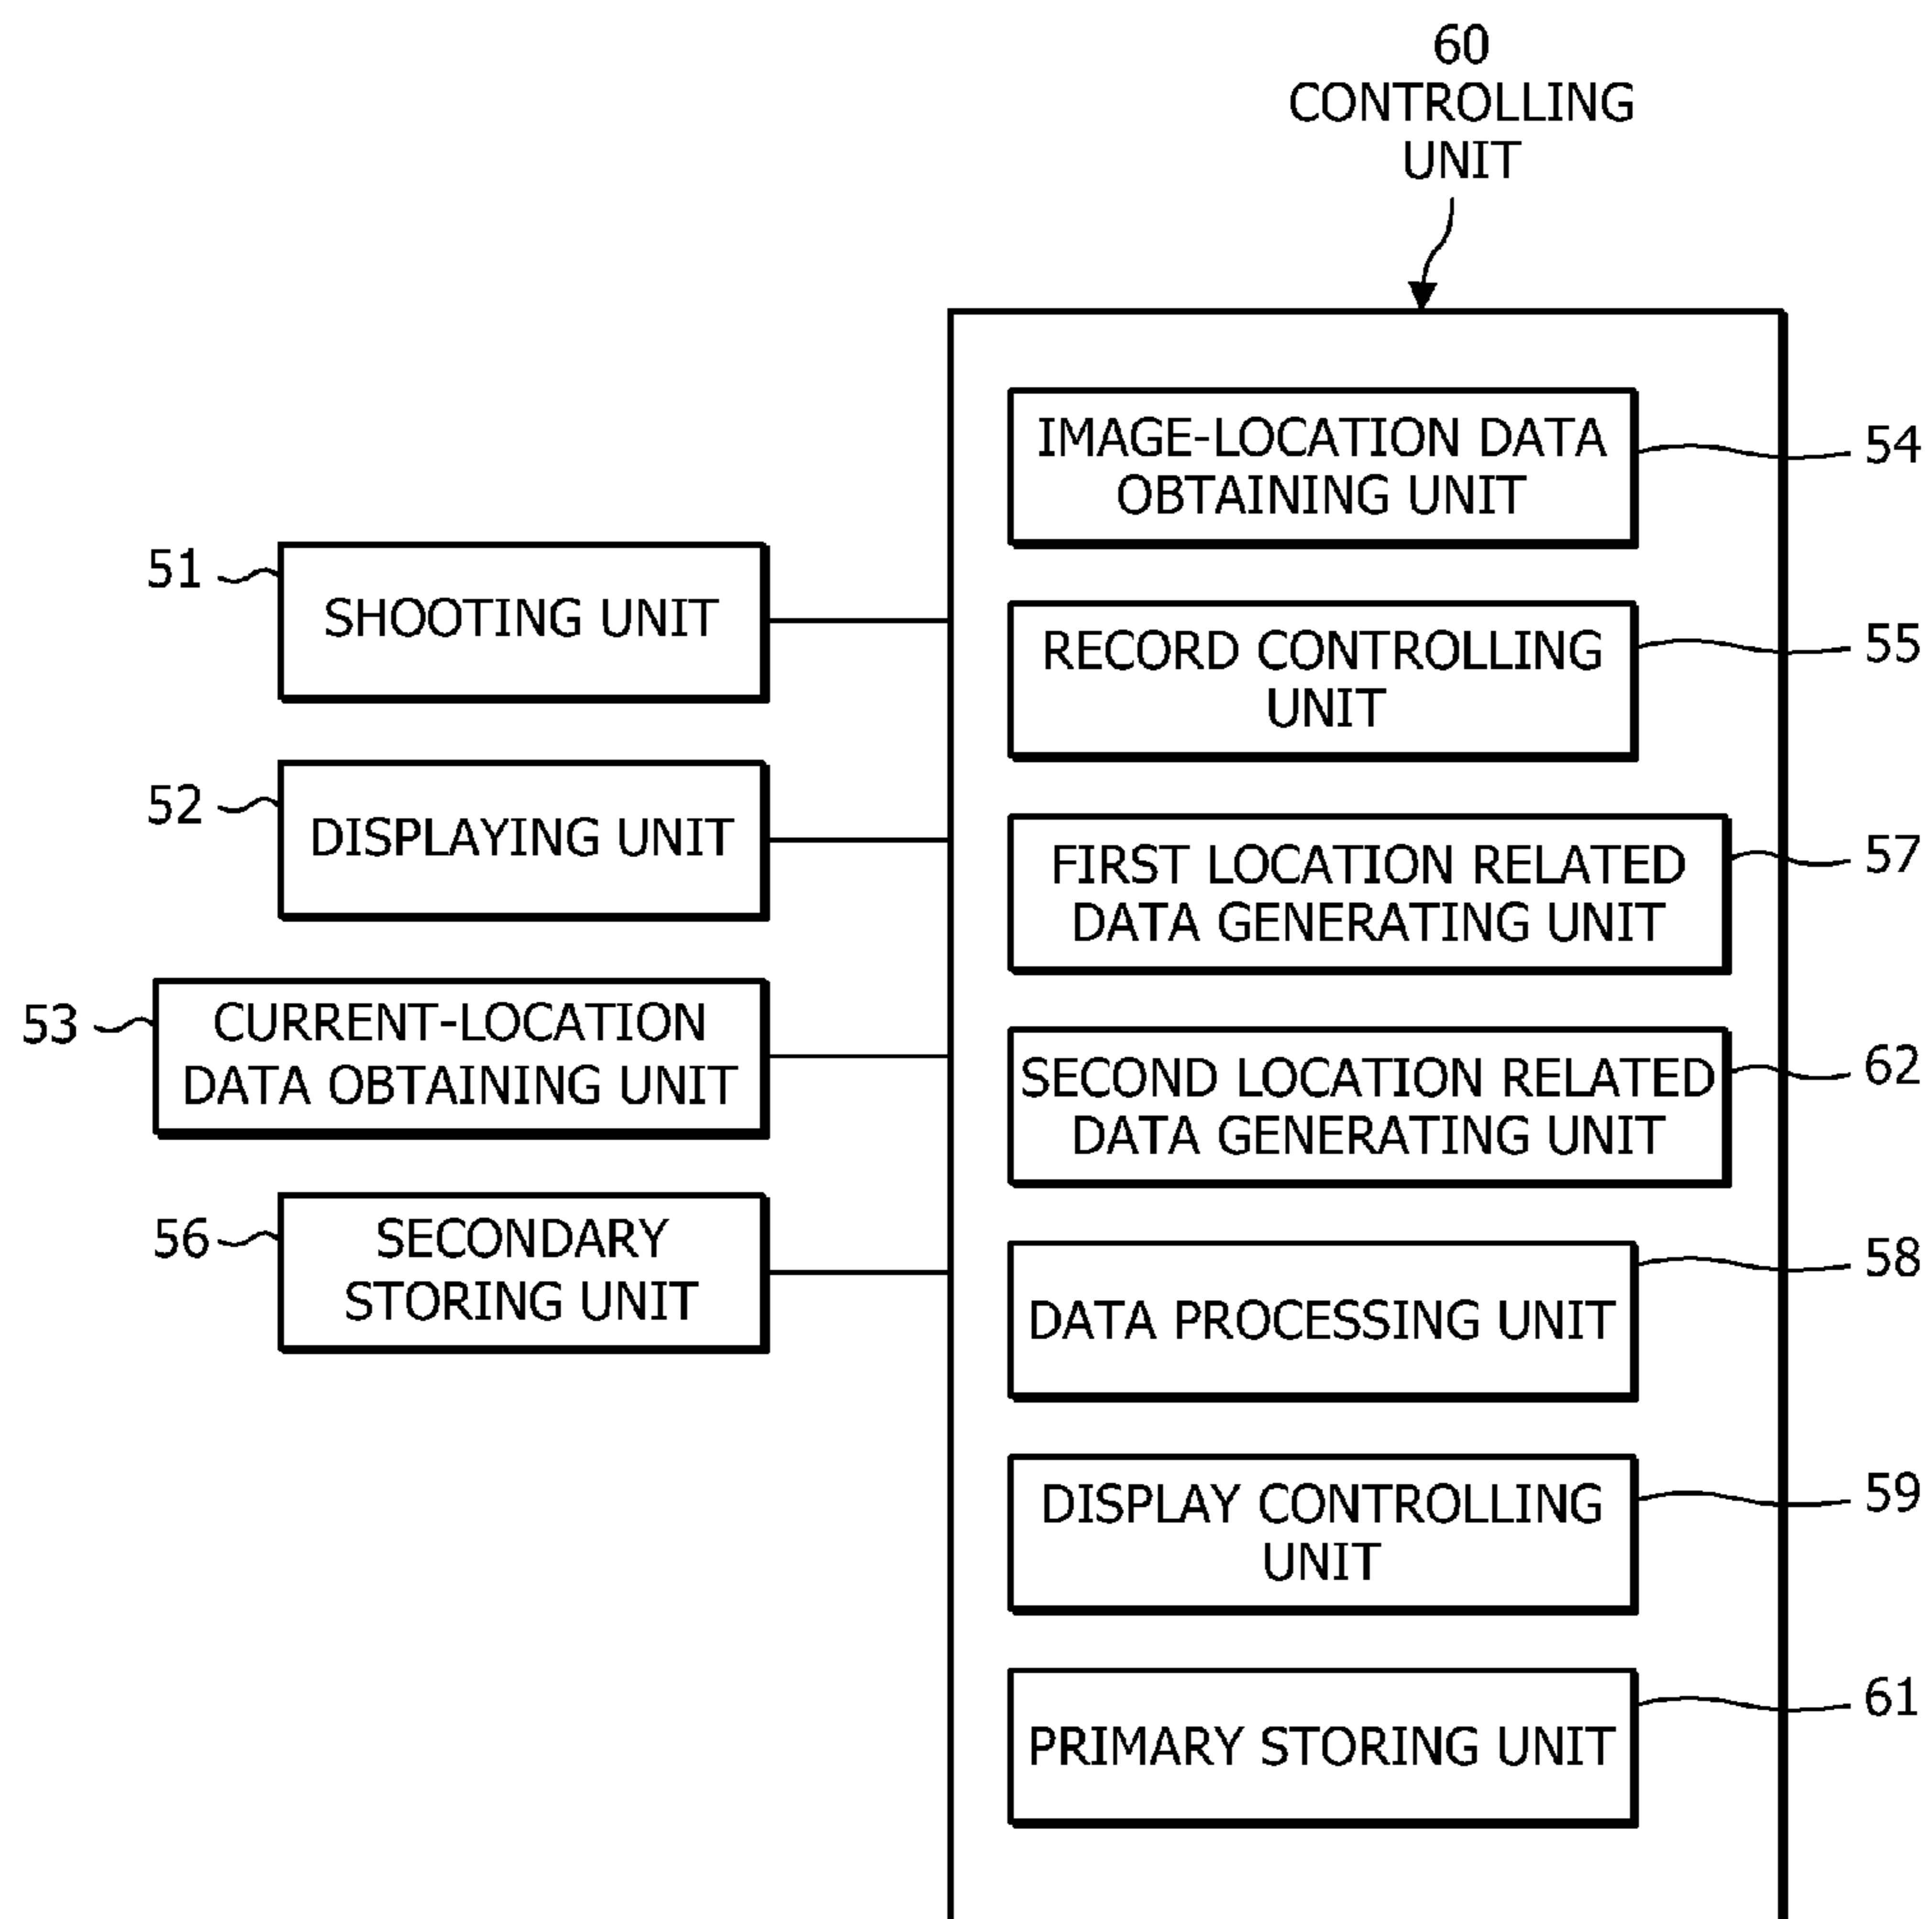 60
CONTROLLING
UNIT
51
SHOOTING UNIT
52
DISPLAYING UNIT
53
CURRENT-LOCATION
DATA OBTAINING UNIT
56
SECONDARY
STORING UNIT
IMAGE-LOCATION DATA
OBTAINING UNIT
54
RECORD CONTROLLING
UNIT
55
FIRST LOCATION RELATED
DATA GENERATING UNIT
57
SECOND LOCATION RELATED
DATA GENERATING UNIT
62
DATA PROCESSING UNIT
58
DISPLAY CONTROLLING
UNIT
59
PRIMARY STORING UNIT
61